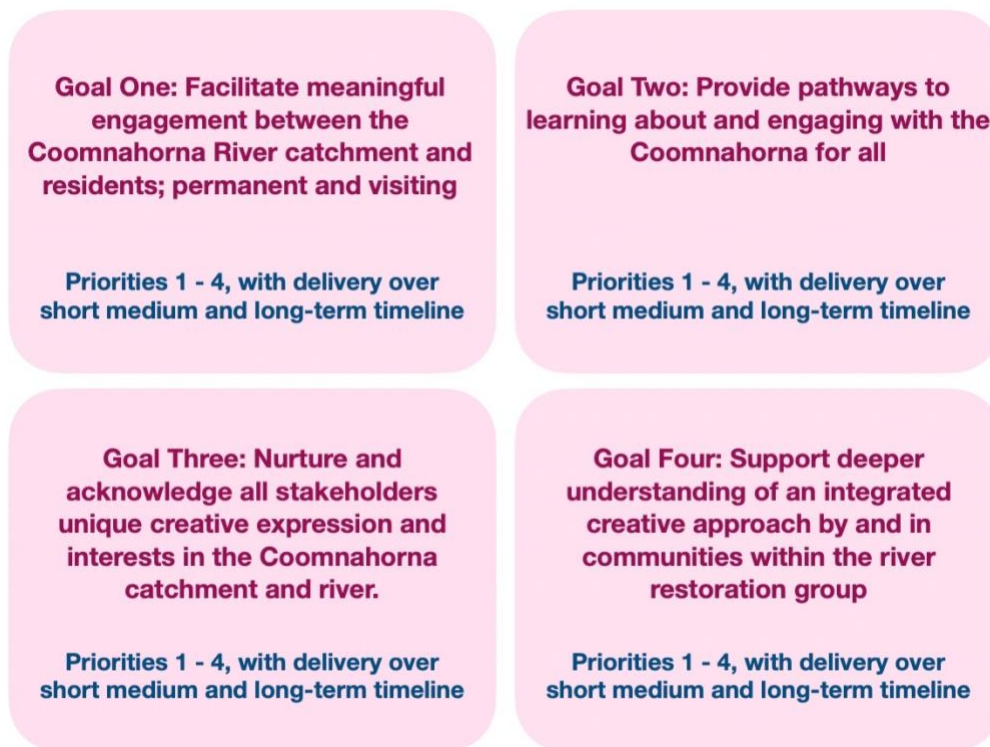 Goal One: Facilitate meaningful
engagement between the
Coomnahorna River catchment and
residents; permanent and visiting
Priorities 1 - 4, with delivery over
short medium and long-term timeline
Goal Two: Provide pathways to
learning about and engaging with the
Coomnahorna for all
Priorities 1 - 4, with delivery over
short medium and long-term timeline
Goal Three: Nurture and
acknowledge all stakeholders
unique creative expression and
interests in the Coomnahorna
catchment and river.
Priorities 1 - 4, with delivery over
short medium and long-term timeline
Goal Four: Support deeper
understanding of an integrated
creative approach by and in
communities within the river
restoration group
Priorities 1 - 4, with delivery over
short medium and long-term timeline